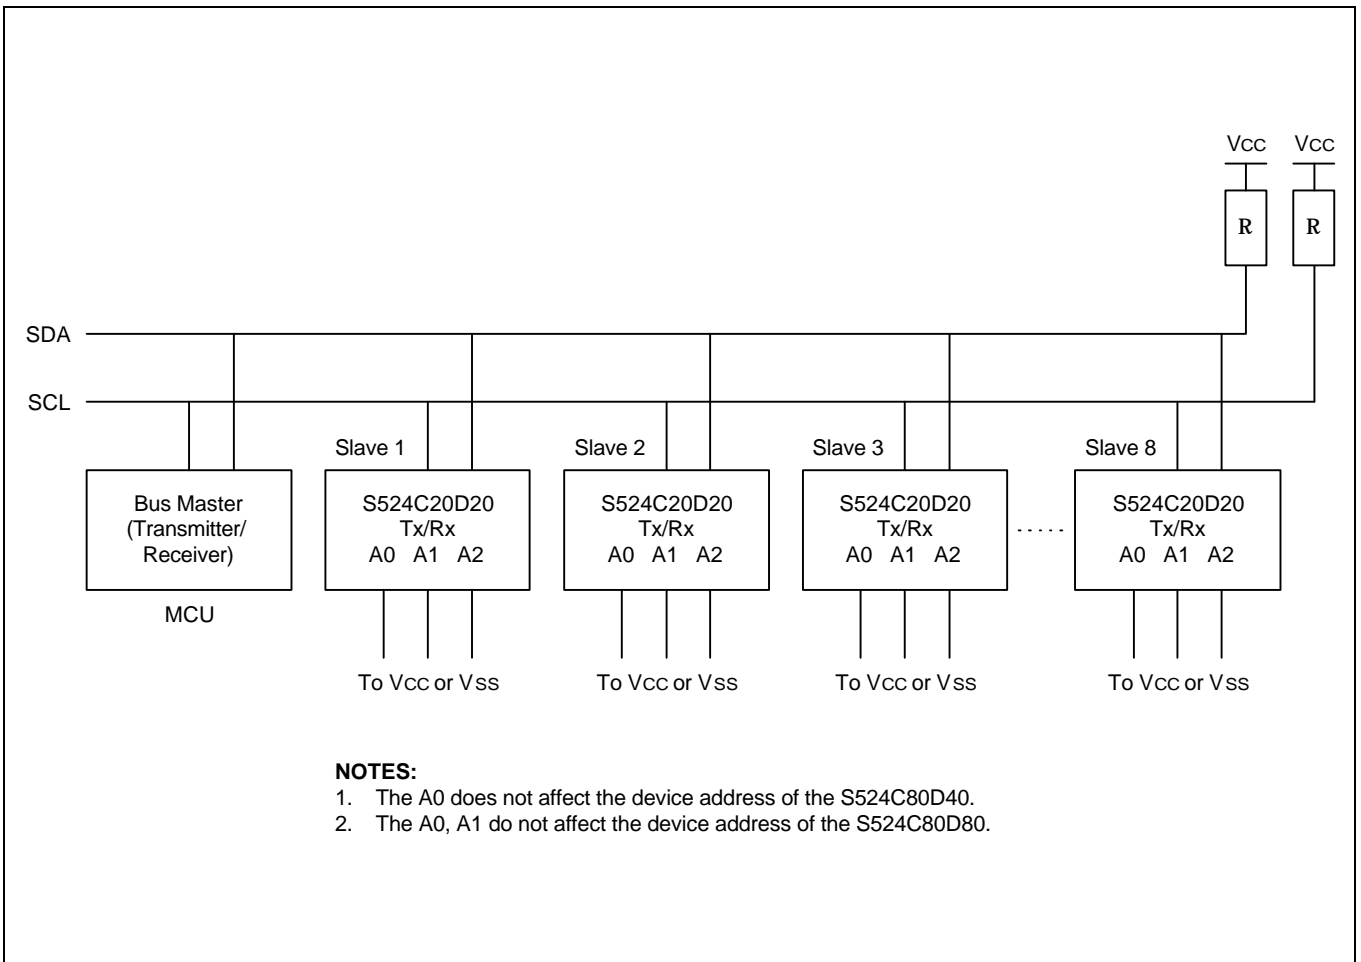 Vcc Vcc
R R
SDA
SCL
Slave 1 Slave 2 Slave 3 Slave 8
Bus Master
(Transmitter/
Receiver)
MCU
S524C20D20
Tx/Rx
A0 A1 A2
To Vcc or Vss
S524C20D20
Tx/Rx
A0 A1 A2
To Vcc or Vss
S524C20D20
Tx/Rx
A0 A1 A2
To Vcc or Vss
.....
S524C20D20
Tx/Rx
A0 A1 A2
To Vcc or Vss
NOTES:
1. The A0 does not affect the device address of the S524C80D40.
2. The A0, A1 do not affect the device address of the S524C80D80.